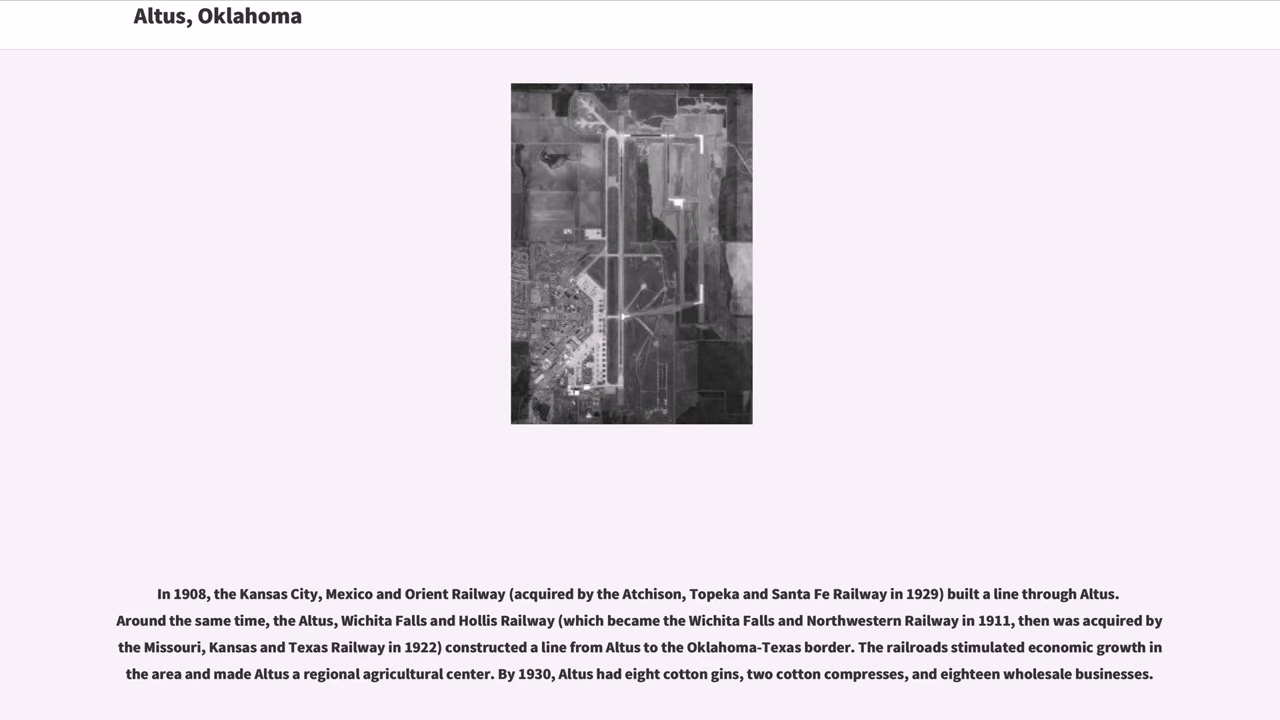 Altus, Oklahoma
In 1908, the Kansas City, Mexico and Orient Railway (acquired by the Atchison, Topeka and Santa Fe Railway in 1929) built a line through Altus.
Around the same time, the Altus, Wichita Falls and Hollis Railway (which became the Wichita Falls and Northwestern Railway in 1911, then was acquired by
the Missouri, Kansas and Texas Railway in 1922) constructed a line from Altus to the Oklahoma-Texas border. The railroads stimulated economic growth in
the area and made Altus a regional agricultural center. By 1930, Altus had eight cotton gins, two cotton compresses, and eighteen wholesale businesses.